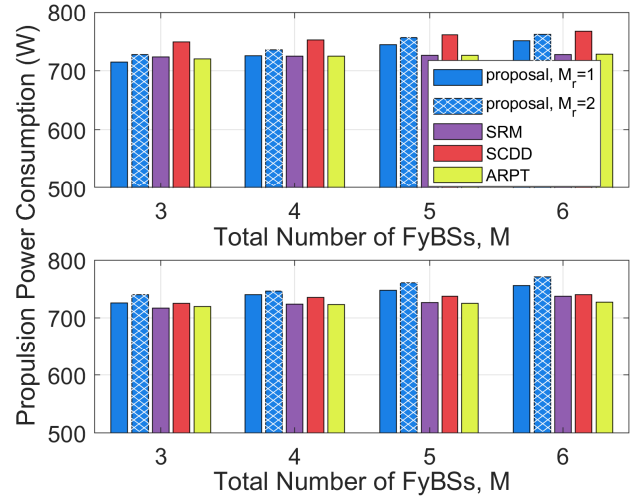 Propulsion Power Consumption (W)
800
700
600
500
3
4
5
6
Total Number of FyBSs, M
proposal, M_r=1
proposal, M_r=2
SRM
SCDD
ARPT
800
700
600
500
3
4
5
6
Total Number of FyBSs, M